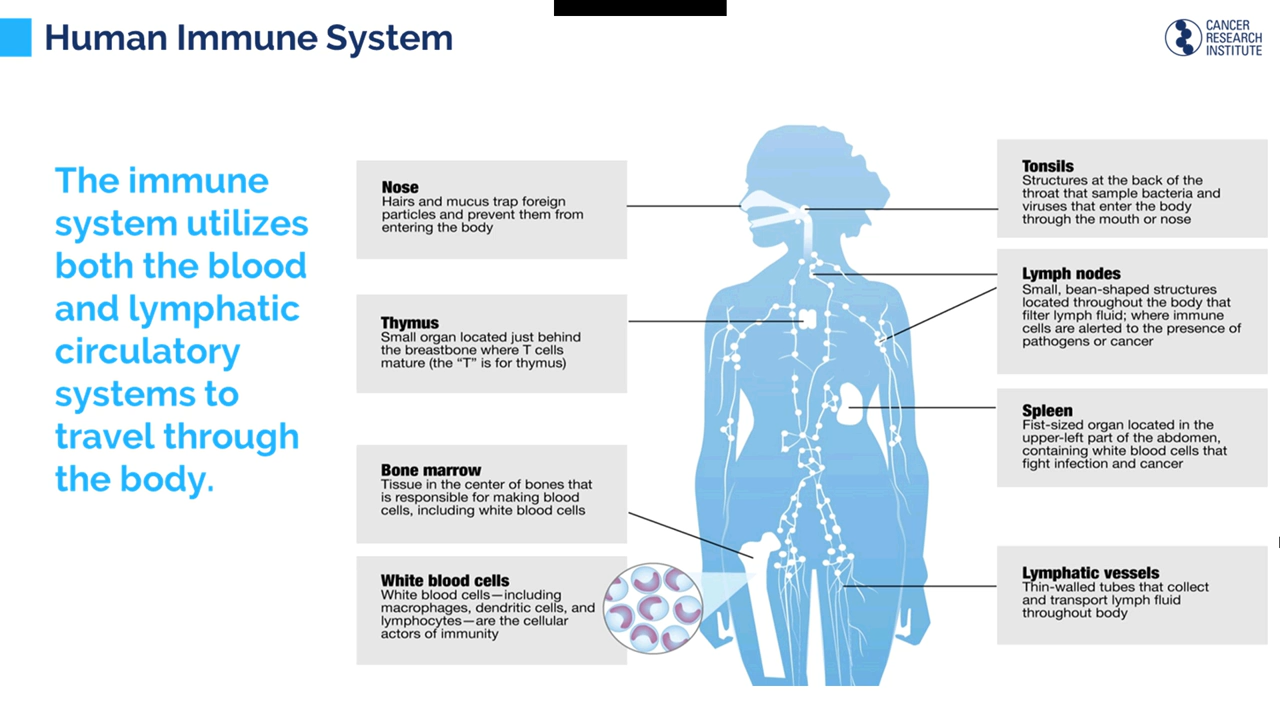 Human Immune System
CANCER
RESEARCH
INSTITUTE
The immune
system utilizes
both the blood
and lymphatic
circulatory
systems to
travel through
the body.
Nose
Hairs and mucus trap foreign
particles and prevent them from
entering the body
Thymus
Small organ located just behind
the breastbone where T cells
mature (the “T” is for thymus)
Bone marrow
Tissue in the center of bones that
is responsible for making blood
cells, including white blood cells
White blood cells
White blood cells—including
macrophages, dendritic cells, and
lymphocytes—are the cellular
actors of immunity
Tonsils
Structures at the back of the
throat that sample bacteria and
viruses that enter the body
through the mouth or nose
Lymph nodes
Small, bean-shaped structures
located throughout the body that
filter lymph fluid; where immune
cells are alerted to the presence of
pathogens or cancer
Spleen
Fist-sized organ located in the
upper-left part of the abdomen,
containing white blood cells that
fight infection and cancer
Lymphatic vessels
Thin-walled tubes that collect
and transport lymph fluid
throughout body